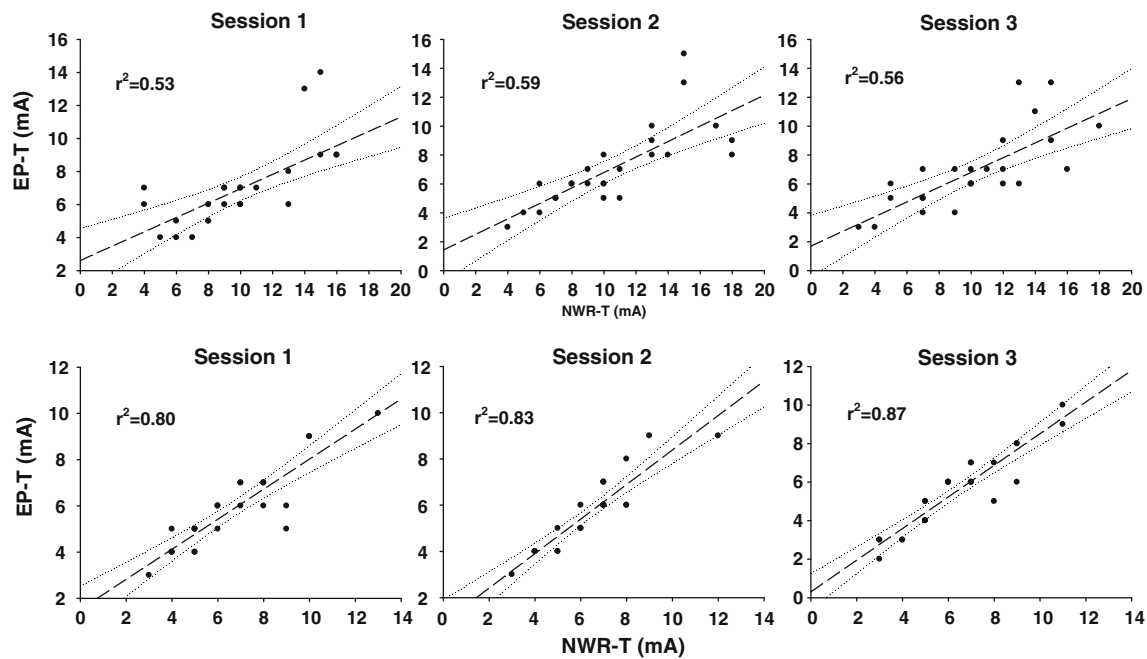 Session 1
Session 2
Session 3
16
14
12
10
8
6
4
2
r²=0.53
EP-T (mA)
0 2 4 6 8 10 12 14 16 18 20
16
14
12
10
8
6
4
2
0
r²=0.59
0 2 4 6 8 10 12 14 16 18 20
NWR-T (mA)
16
14
12
10
8
6
4
2
0
r²=0.56
0 2 4 6 8 10 12 14 16 18 20
Session 1
Session 2
Session 3
12
10
8
6
4
2
r²=0.80
EP-T (mA)
0 2 4 6 8 10 12 14
12
10
8
6
4
2
r²=0.83
0 2 4 6 8 10 12 14
NWR-T (mA)
12
10
8
6
4
2
0
r²=0.87
0 2 4 6 8 10 12 14